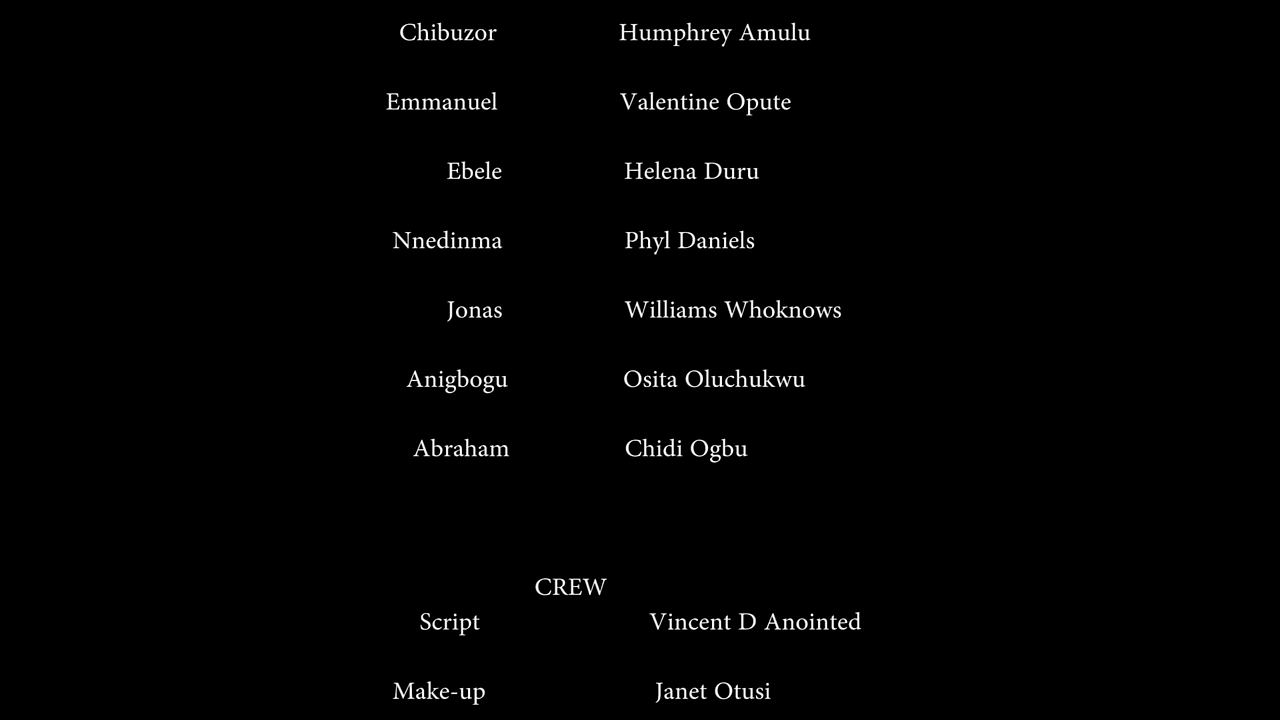 Chibuzor Humphrey Amulu
Emmanuel Valentine Opute
Ebele Helena Duru
Nnedinma Phyl Daniels
Jonas Williams Whoknows
Anigbogu Osita Oluchukwu
Abraham Chidi Ogbu
CREW
Script Vincent D Anointed
Make-up Janet Otusi